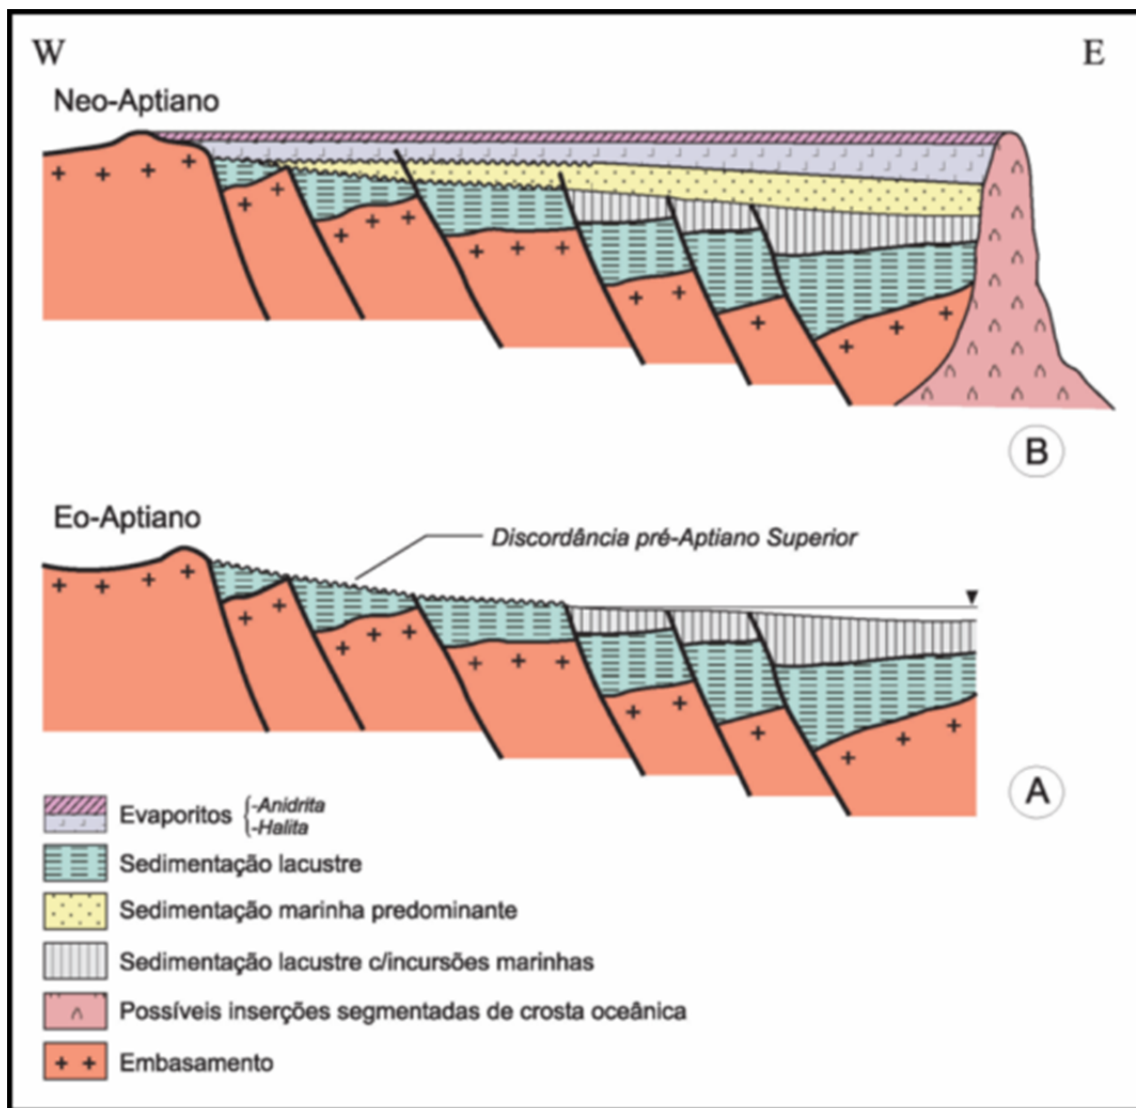 W
E
Neo-Aptiano
B
Eo-Aptiano
Discordância pré-Aptiano Superior
A
Evaporitos { -Anidrita
-Halita
Sedimentação lacustre
Sedimentação marinha predominante
Sedimentação lacustre c/incursões marinhas
Possíveis inserções segmentadas de crosta oceânica
Embasamento